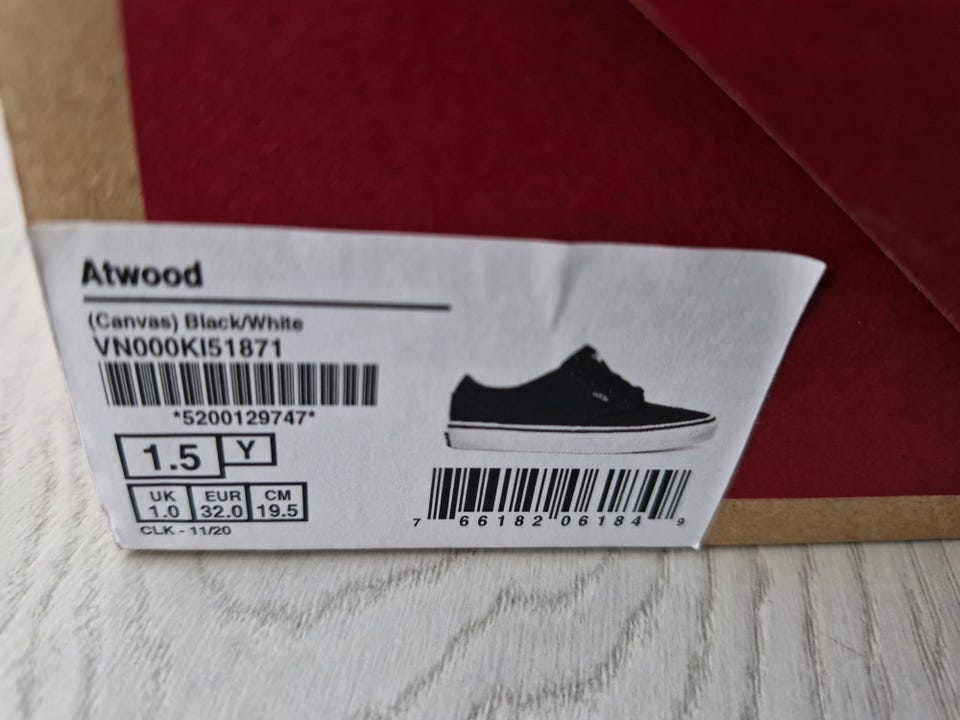 Atwood
(Canvas) Black/White
VN000KI51871
*5200129747*
1.5 Y
UK EUR CM
1.0 32.0 19.5
CLK - 11/20
7 66182 06184 9